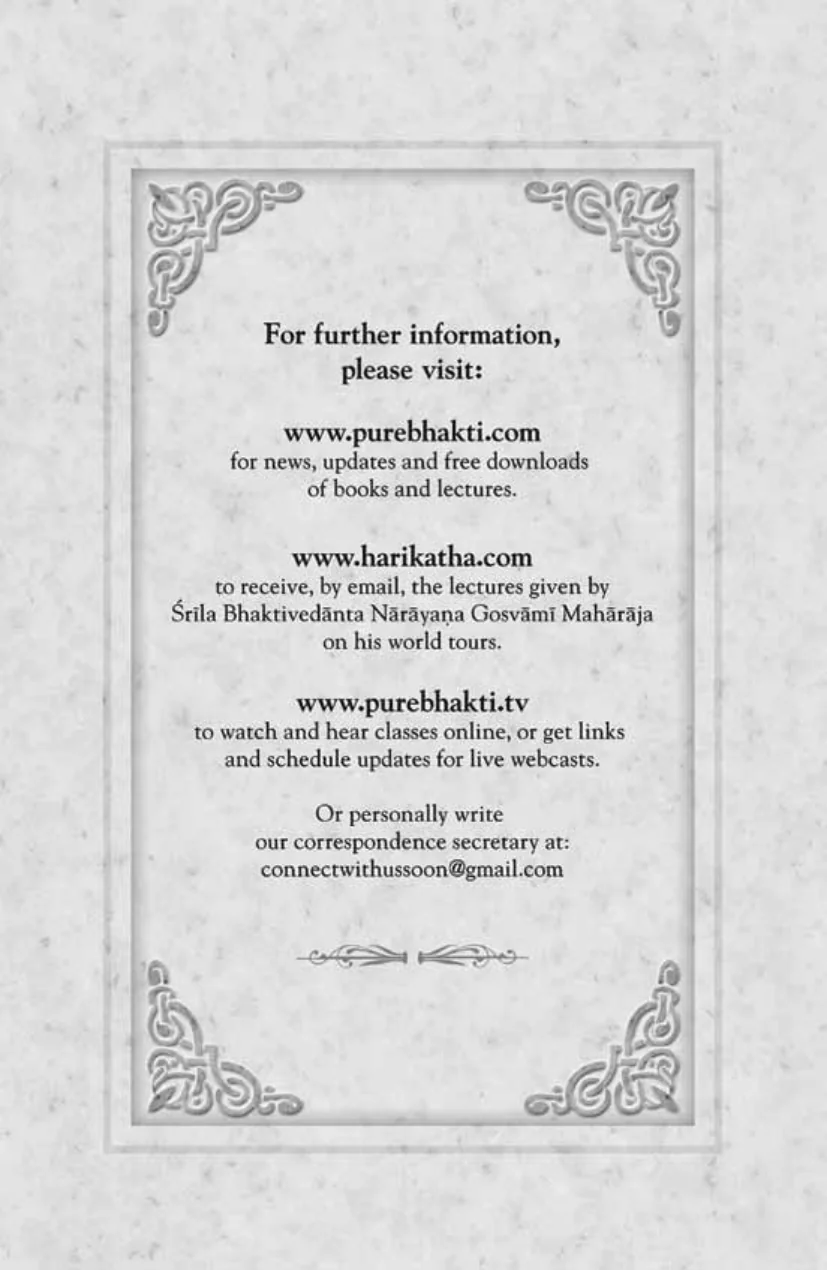 For further information,
please visit:
www.purebhakti.com
for news, updates and free downloads
of books and lectures.
www.harikatha.com
to receive, by email, the lectures given by
Śrīla Bhaktivedānta Nārāyaṇa Gosvāmī Mahārāja
on his world tours.
www.purebhakti.tv
to watch and hear classes online, or get links
and schedule updates for live webcasts.
Or personally write
our correspondence secretary at:
connectwithussoon@gmail.com